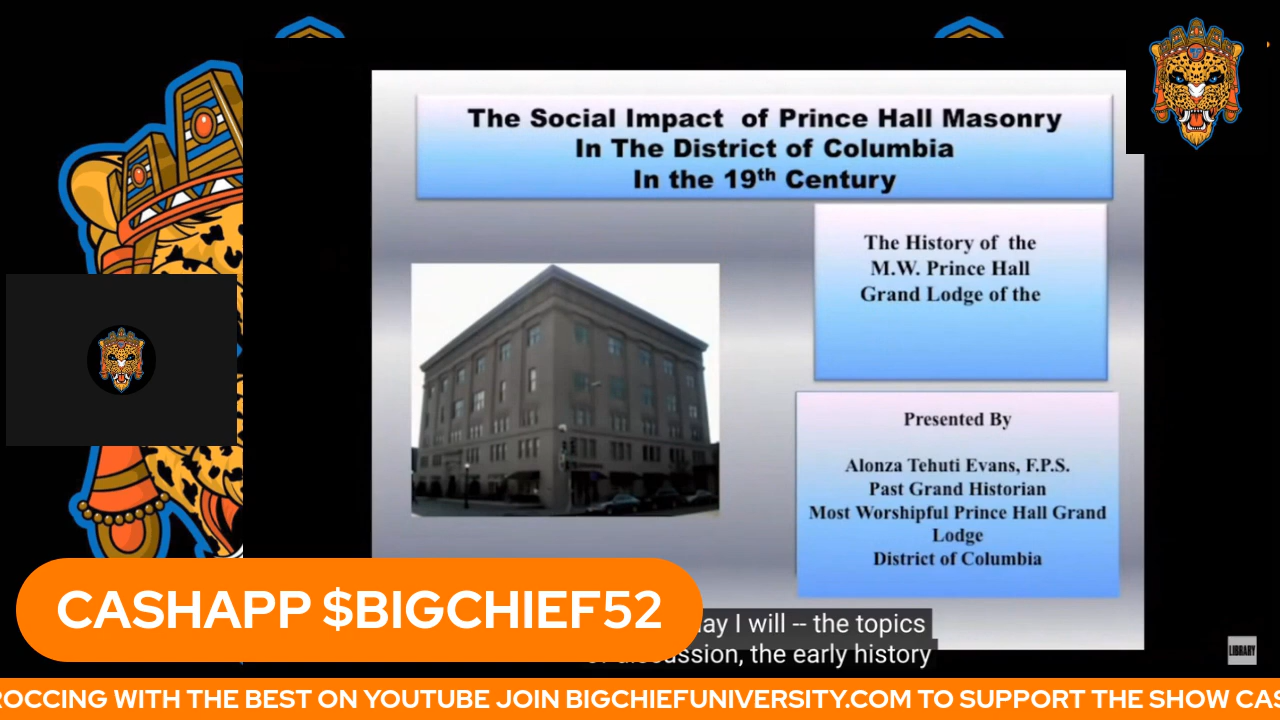 The Social Impact of Prince Hall Masonry
In The District of Columbia
In the 19th Century
The History of the
M.W. Prince Hall
Grand Lodge of the
Presented By
Alonza Tehuti Evans, F.P.S.
Past Grand Historian
Most Worshipful Prince Hall Grand
Lodge
District of Columbia
CASHAPP $BIGCHIEF52
I will -- the topics
discussion, the early history
LIBRARY
WITH THE BEST ON YOUTUBE JOIN BIGCHIEFUNIVERSITY.COM TO SUPPORT THE SHOW